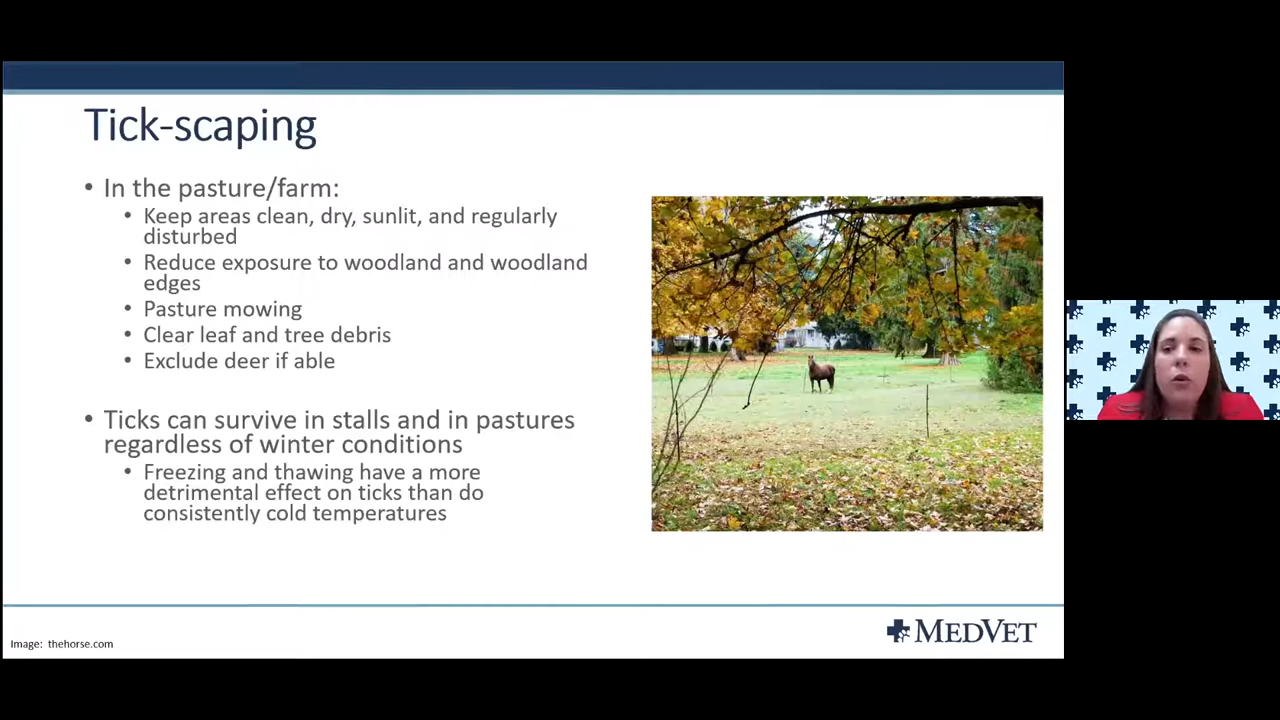 Tick-scaping
• In the pasture/farm:
• Keep areas clean, dry, sunlit, and regularly
disturbed
• Reduce exposure to woodland and woodland
edges
• Pasture mowing
• Clear leaf and tree debris
• Exclude deer if able
• Ticks can survive in stalls and in pastures
regardless of winter conditions
• Freezing and thawing have a more
detrimental effect on ticks than do
consistently cold temperatures
Image: thehorse.com
MEDVET